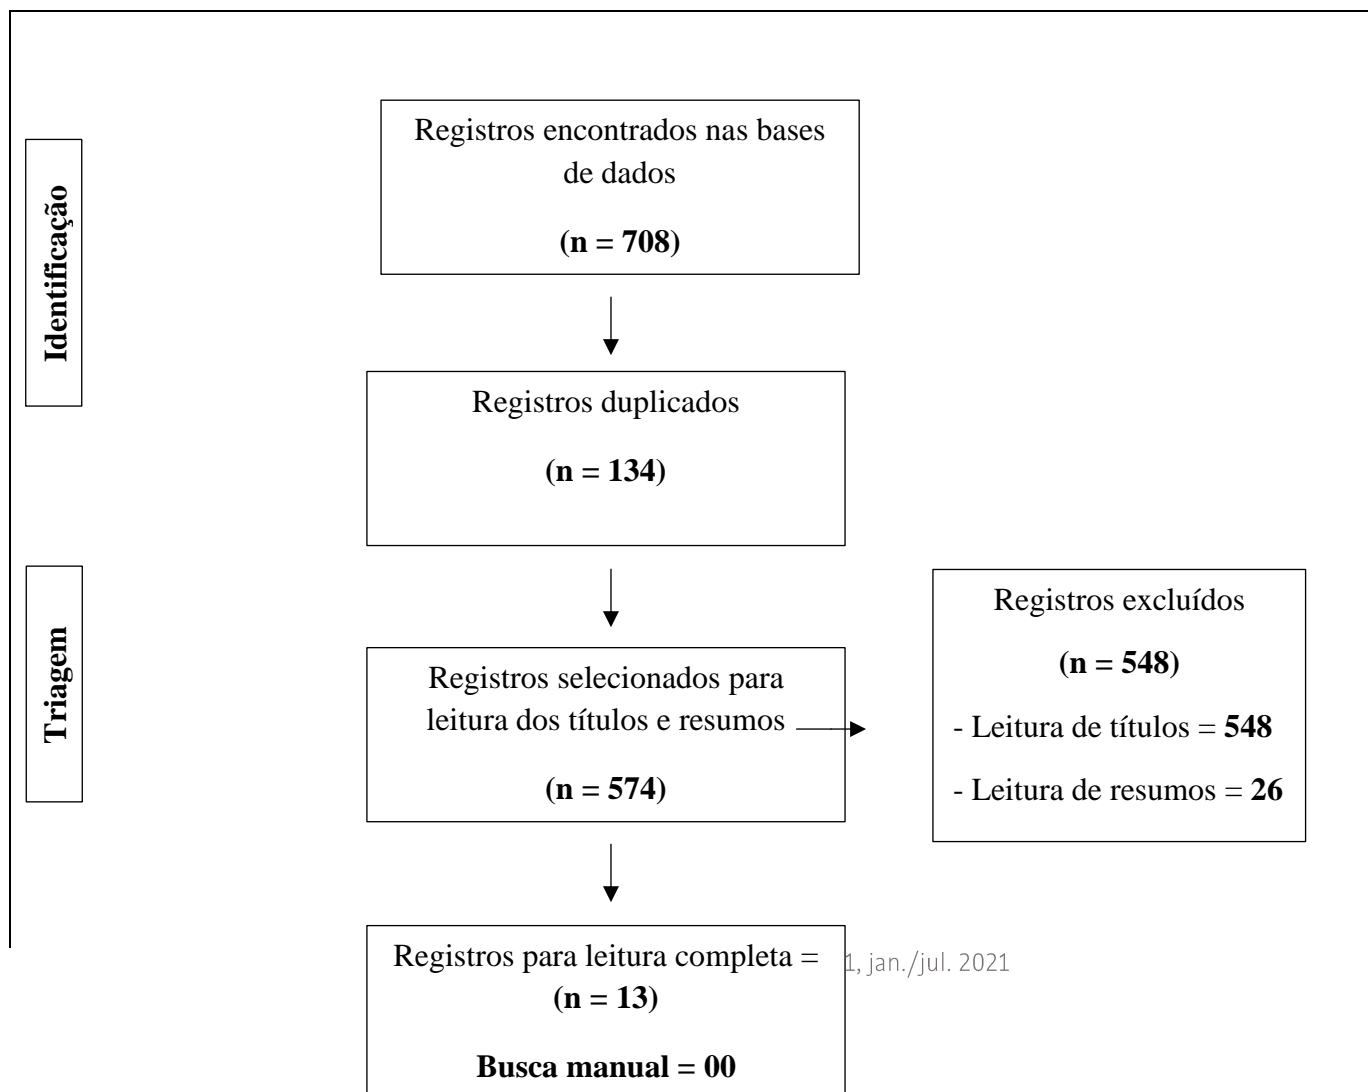 Identificação
Registros encontrados nas bases
de dados
(n = 708)
Registros duplicados
(n = 134)
Triagem
Registros selecionados para
leitura dos títulos e resumos
(n = 574)
Registros excluídos
(n = 548)
- Leitura de títulos = 548
- Leitura de resumos = 26
Registros para leitura completa =
(n = 13)
Busca manual = 00
1, jan./jul. 2021